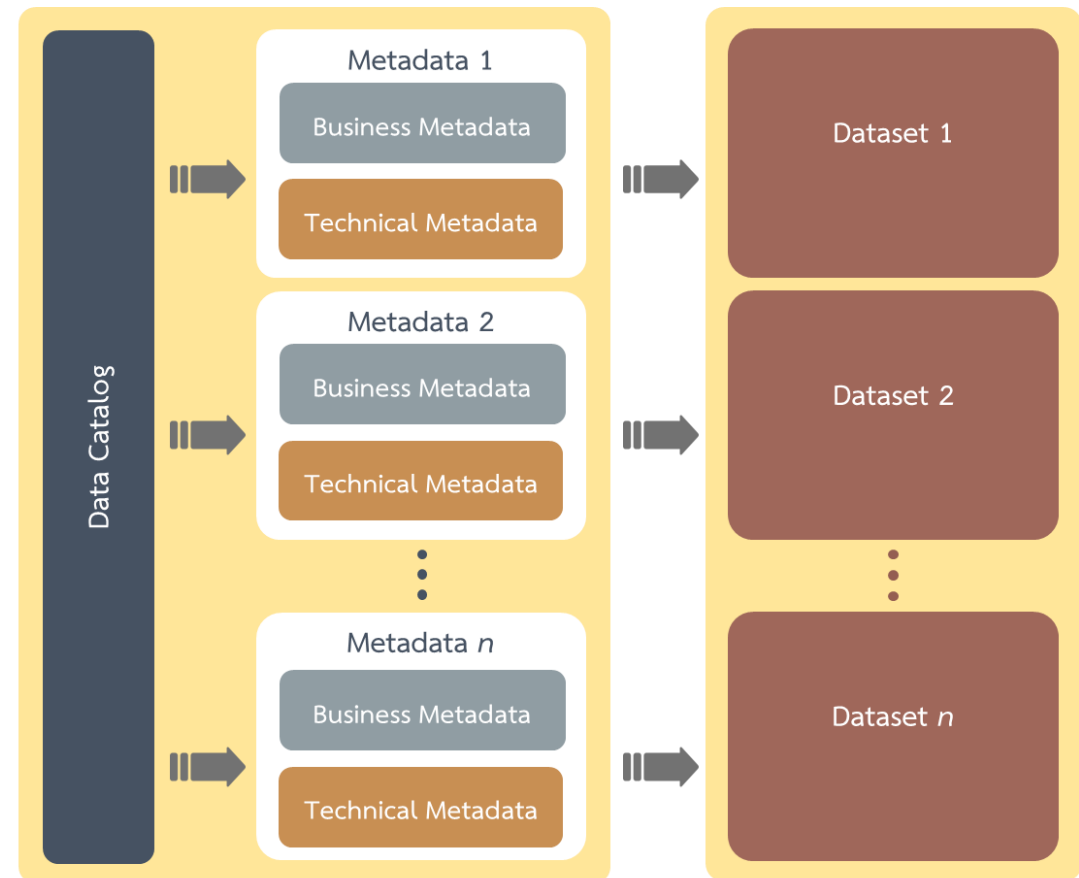 Data Catalog
Metadata 1
Business Metadata
Technical Metadata
Dataset 1
Metadata 2
Business Metadata
Technical Metadata
Dataset 2
Metadata n
Business Metadata
Technical Metadata
Dataset n